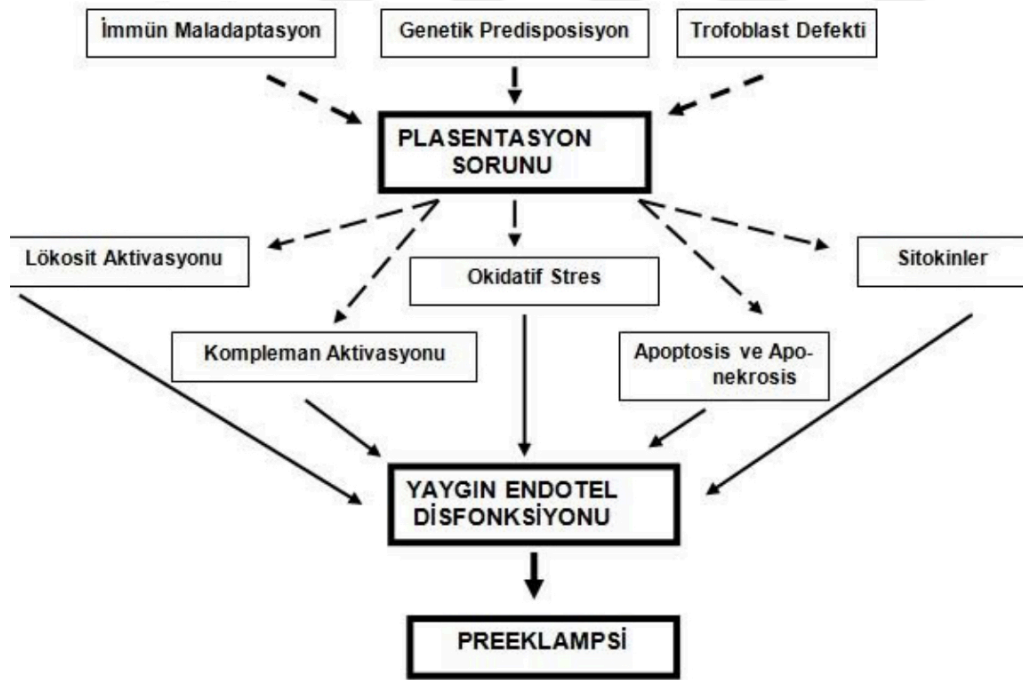 İmmün Maladaptasyon
Genetik Predisposisyon
Trofoblast Defekti
PLASENTASYON
SORUNU
Lökosit Aktivasyonu
Okidatif Stres
Sitokinler
Kompleman Aktivasyonu
Apoptosis ve Apo-
nekrosis
YAYGIN ENDOTEL
DİSFONKSİYONU
PREEKLAMPSİ